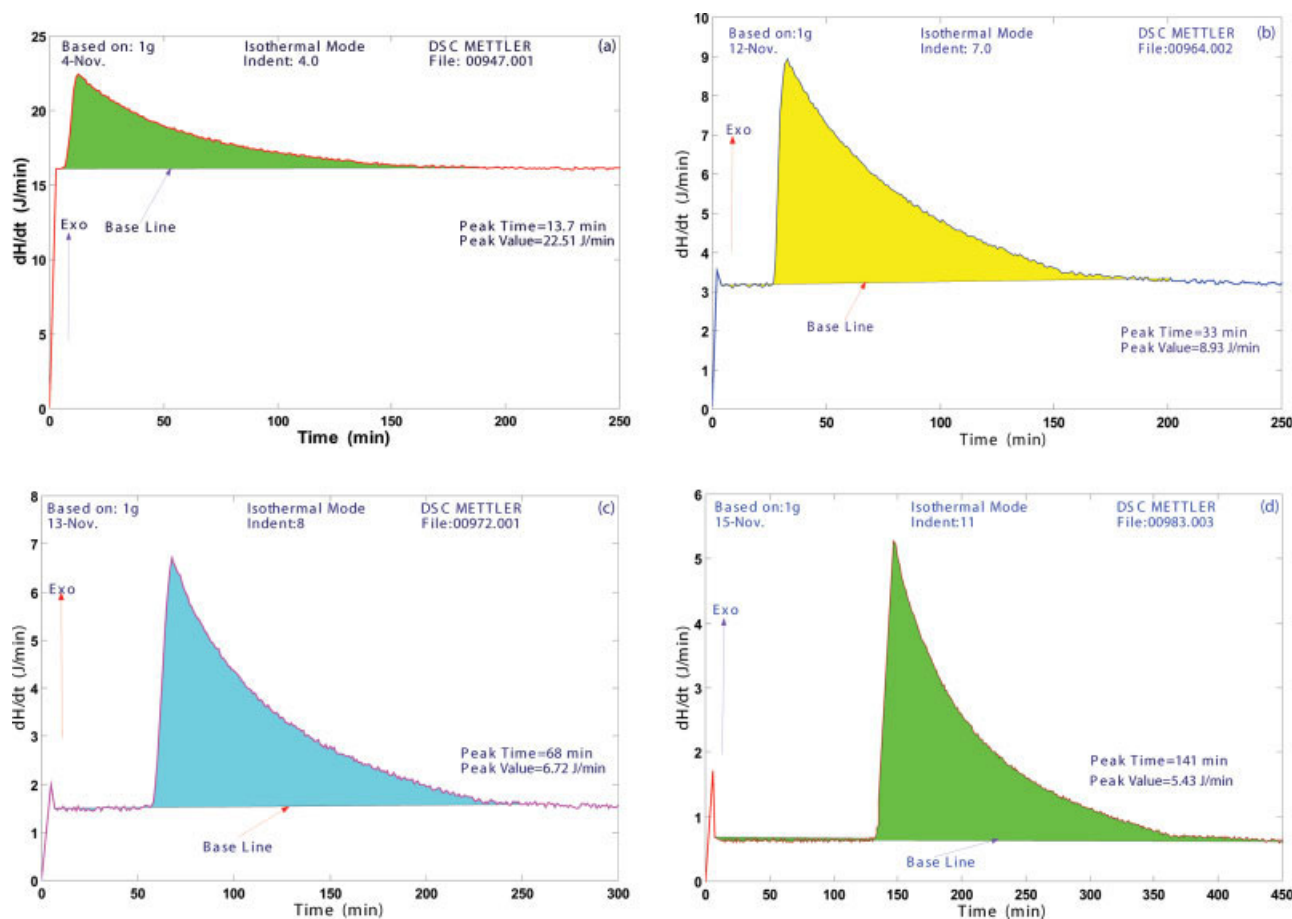 25
Based on: 1g Isothermal Mode DSC METTLER (a)
4-Nov. Indent: 4.0 File: 00947.001
20
15
Exo Base Line
Peak Time=13.7 min
Peak Value=22.51 J/min
10
5
0
dH/dt (J/min)
0 50 100 150 200 250
Time (min)
10
Based on:1g Isothermal Mode DSC METTLER (b)
12-Nov. Indent: 7.0 File:00964.002
9
8
7
Exo
6
5
4
3
Base Line
Peak Time=33 min
Peak Value=8.93 J/min
2
1
0
dH/dt (J/min)
0 50 100 150 200 250
Time (min)
8
Based on: 1g Isothermal Mode DSC METTLER (c)
13-Nov. Indent:8 File:00972.001
7
Exo
6
5
4
3
Peak Time=68 min
Peak Value=6.72 J/min
2
Base Line
1
0
dH/dt (J/min)
0 50 100 150 200 250 300
Time (min)
6
Based on:1g Isothermal Mode DSC METTLER (d)
15-Nov. Indent:11 File:00983.003
5
Exo
4
3
2
Peak Time=141 min
Peak Value=5.43 J/min
1
Base Line
0
dH/dt (J/min)
0 50 100 150 200 250 300 350 400 450
Time (min)